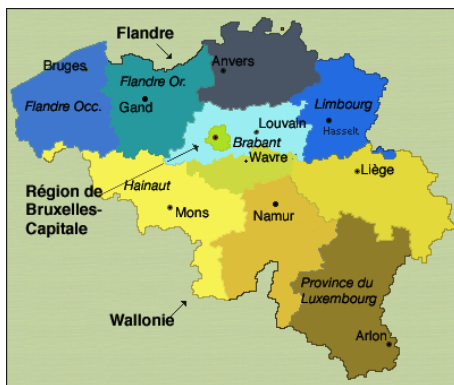 Flandre
Bruges
Flandre Or.
Anvers
Flandre Occ.
Gand
Limbourg
Louvain
Hasselt
Brabant
Wavre
Liège
Région de
Bruxelles-
Capitale
Hainaut
Mons
Namur
Province du
Luxembourg
Wallonie
Arlon